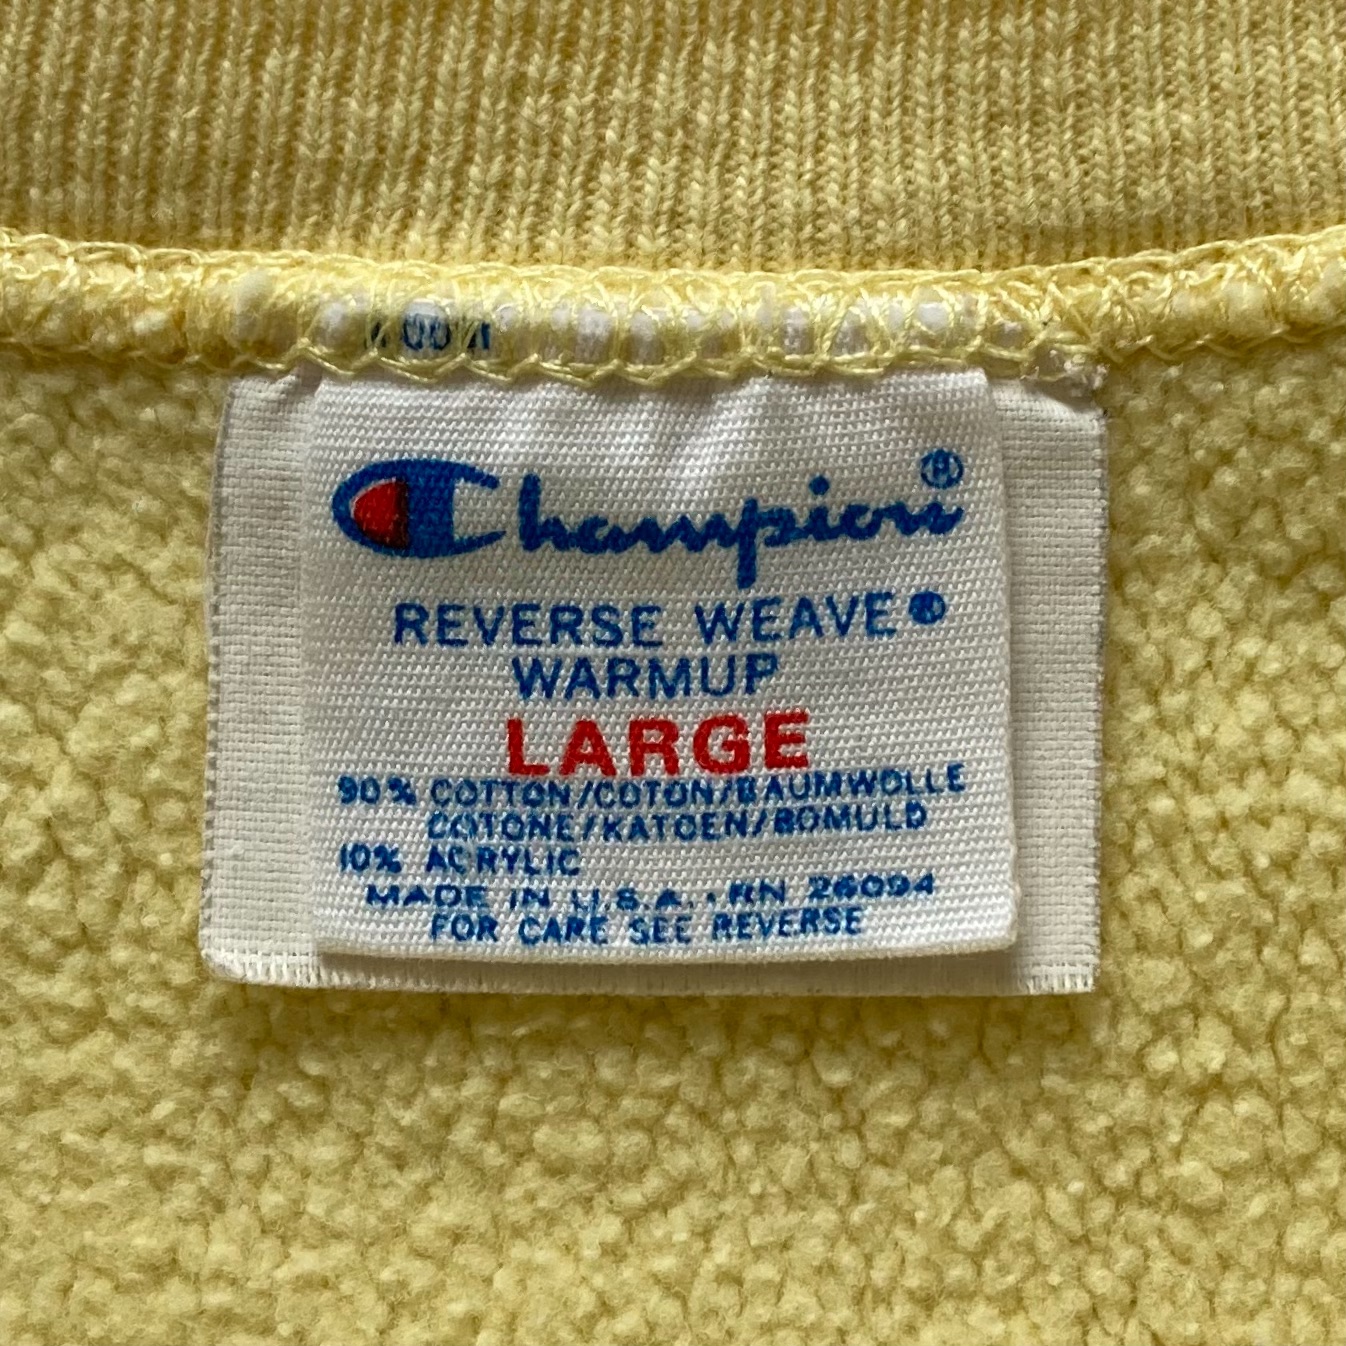 Champion®
REVERSE WEAVE®
WARMUP
LARGE
90% COTTON/COTON/BAUMWOLLE
COTONE/KATOEN/BOMULD
10% ACRYLIC
MADE IN U.S.A. · RN 26094
FOR CARE SEE REVERSE